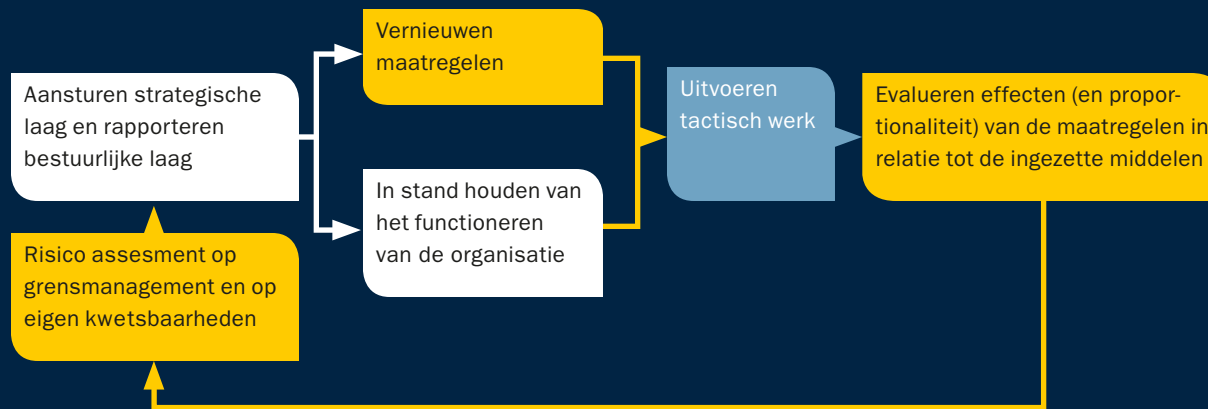 Vernieuwen
maatregelen
Aansturen strategische
laag en rapporteren
bestuurlijke laag
Uitvoeren
tactisch werk
Evalueren effecten (en propor-
tionaliteit) van de maatregelen in
relatie tot de ingezette middelen
In stand houden van
het functioneren
van de organisatie
Risico assesment op
grensmanagement en op
eigen kwetsbaarheden